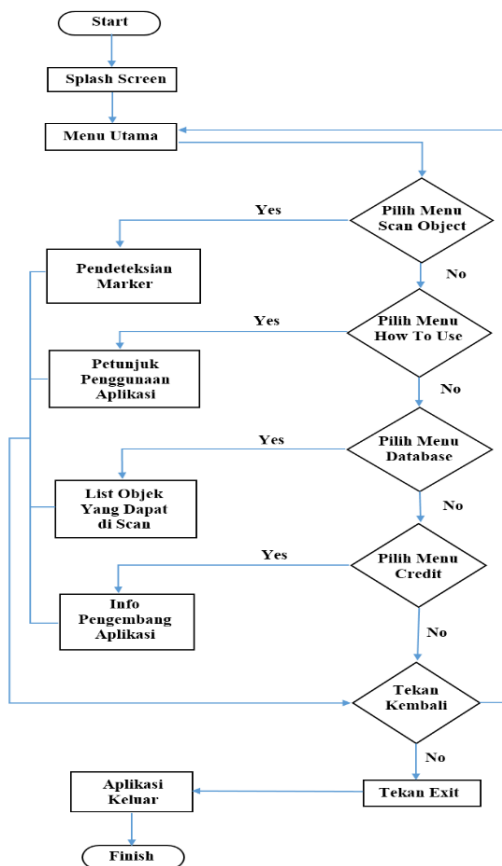 Start
Splash Screen
Menu Utama
Pilih Menu
Scan Object
Yes
No
Pendeteksian
Marker
Pilih Menu
How To Use
Yes
No
Petunjuk
Penggunaan
Aplikasi
Pilih Menu
Database
Yes
No
List Objek
Yang Dapat
di Scan
Pilih Menu
Credit
Yes
No
Info
Pengembang
Aplikasi
Tekan
Kembali
No
Tekan Exit
Aplikasi
Keluar
Finish